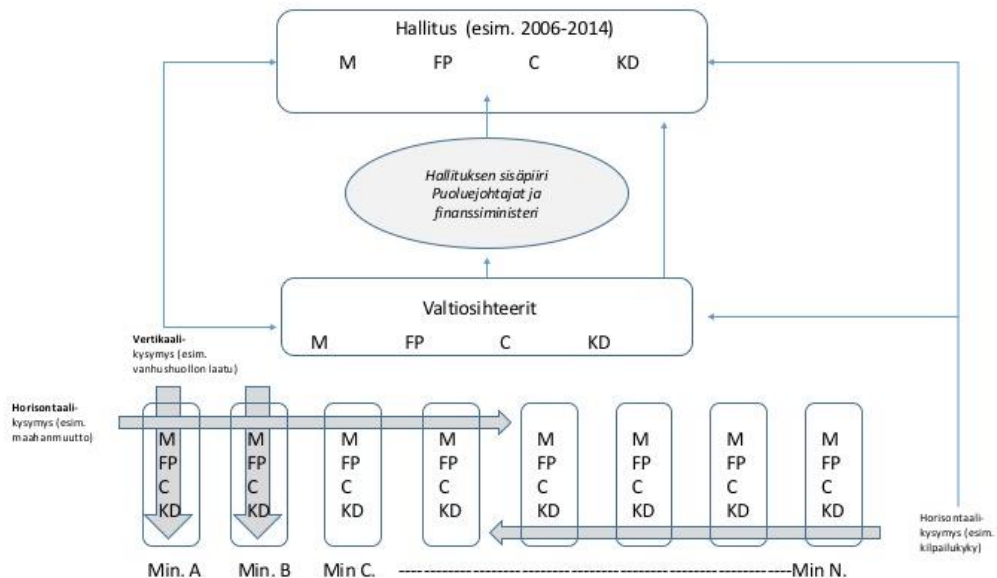 Hallitus (esim. 2006-2014)
M FP C KD
Hallituksen sisäpiiri
Puoluejohtajat ja
finanssiministeri
Valtiosihteerit
M FP C KD
Vertikaali-
kysymys (esim.
vanhushuollon laatu)
Horisontaali-
kysymys (esim.
maahanmuutto)
M M M M M M M M
FP FP FP FP FP FP FP FP
C C C C C C C C
KD KD KD KD KD KD KD KD
Horisontaali-
kysymys (esim.
kilpailukyky)
Min. A Min. B Min C. ------------------------------------------------------------Min N.